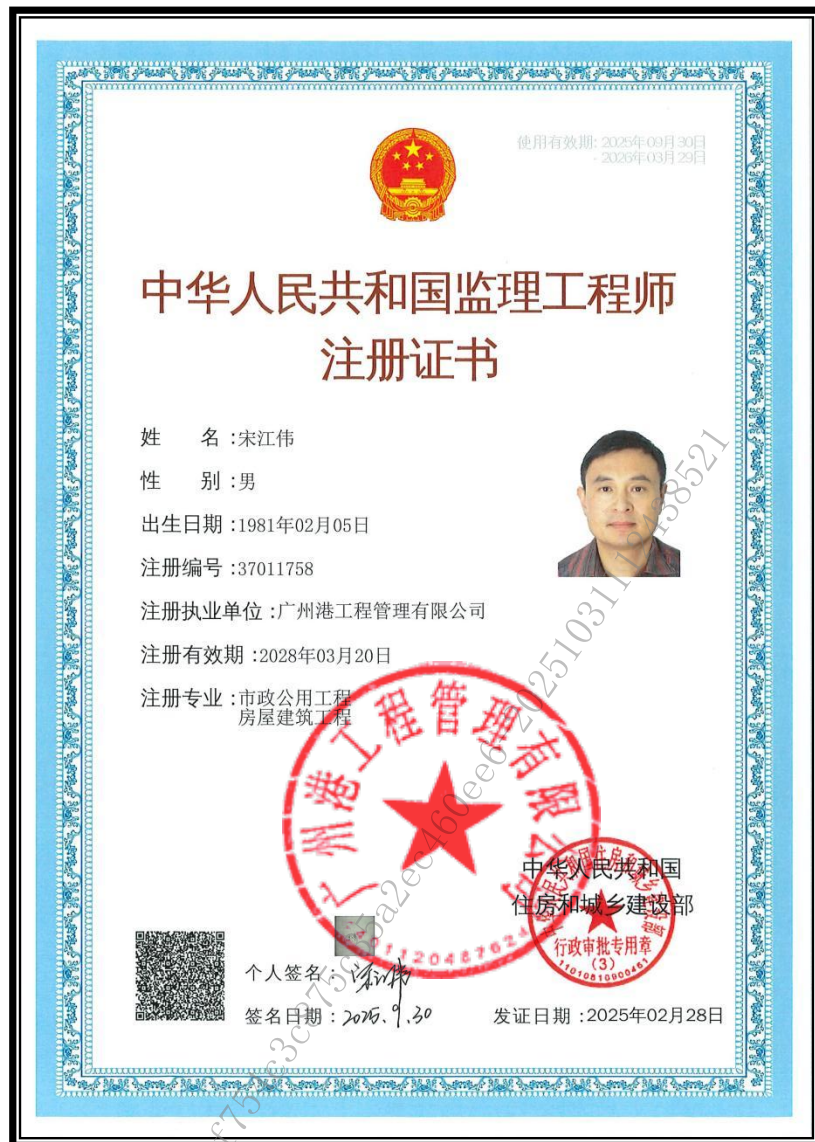 使用有效期: 2025年09月30日
- 2026年03月29日
中华人民共和国监理工程师
注册证书
姓 名:宋江伟
性 别:男
出生日期:1981年02月05日
注册编号:37011758
注册执业单位:广州港工程管理有限公司
注册有效期:2028年03月20日
注册专业:市政公用工程
房屋建筑工程
广州港工程管理有限公司
中华人民共和国
住房和城乡建设部
行政审批专用章
(3)
11010810900461
个人签名:宋江伟
签名日期:2025.9.30
发证日期:2025年02月28日